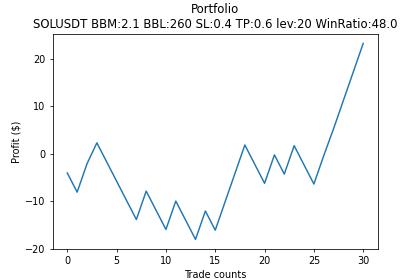 Portfolio
SOLUSDT BBM:2.1 BBL:260 SL:0.4 TP:0.6 lev:20 WinRatio:48.0
Profit ($)
20
10
0
−10
−20
0 5 10 15 20 25 30
Trade counts